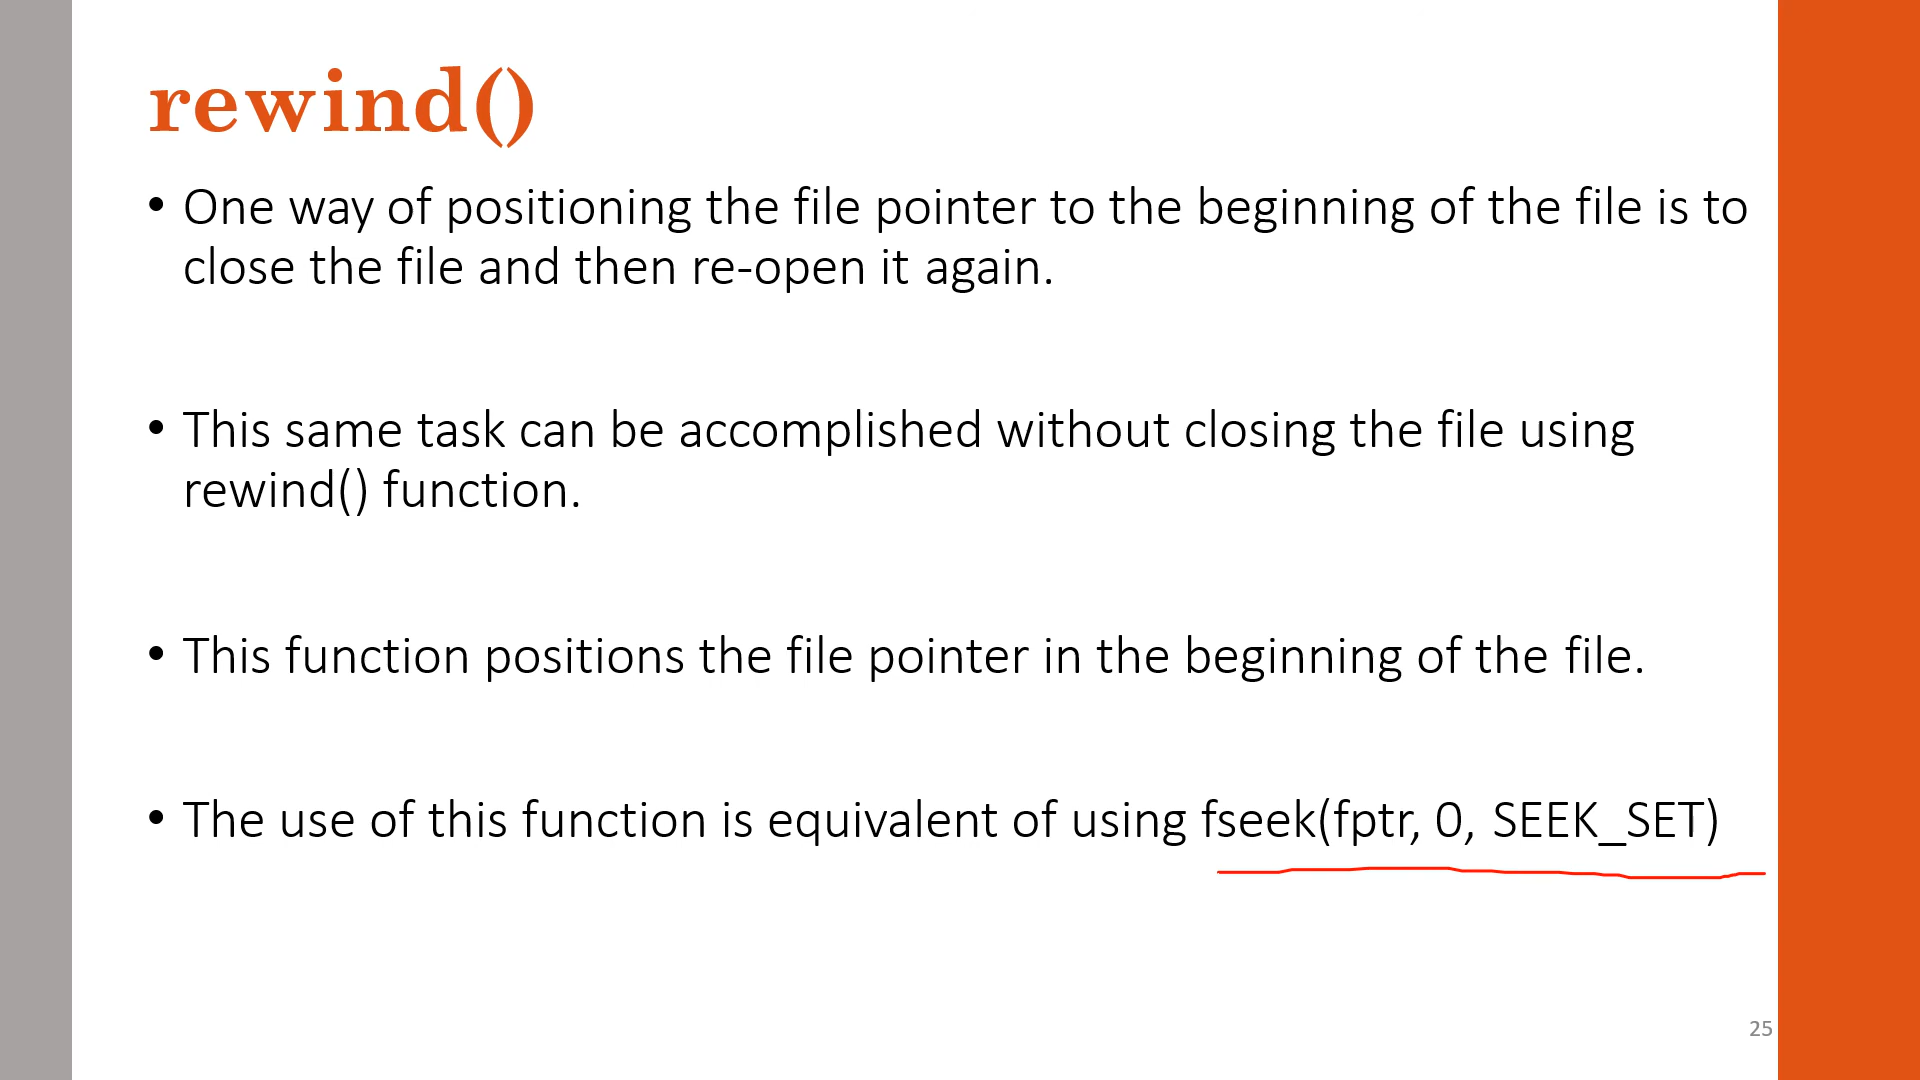 rewind()
• One way of positioning the file pointer to the beginning of the file is to
close the file and then re-open it again.
• This same task can be accomplished without closing the file using
rewind() function.
• This function positions the file pointer in the beginning of the file.
• The use of this function is equivalent of using fseek(fptr, 0, SEEK_SET)
25